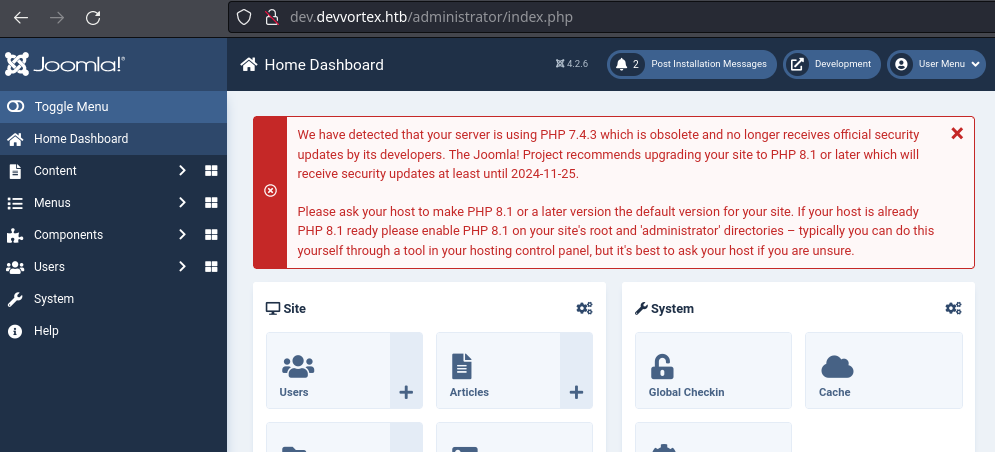 dev.devvortex.htb/administrator/index.php
Joomla!®
Home Dashboard
4.2.6
2
Post Installation Messages
Development
User Menu
Toggle Menu
Home Dashboard
Content
Menus
Components
Users
System
Help
We have detected that your server is using PHP 7.4.3 which is obsolete and no longer receives official security
updates by its developers. The Joomla! Project recommends upgrading your site to PHP 8.1 or later which will
receive security updates at least until 2024-11-25.
Please ask your host to make PHP 8.1 or a later version the default version for your site. If your host is already
PHP 8.1 ready please enable PHP 8.1 on your site's root and 'administrator' directories – typically you can do this
yourself through a tool in your hosting control panel, but it's best to ask your host if you are unsure.
Site
Users
Articles
System
Global Checkin
Cache